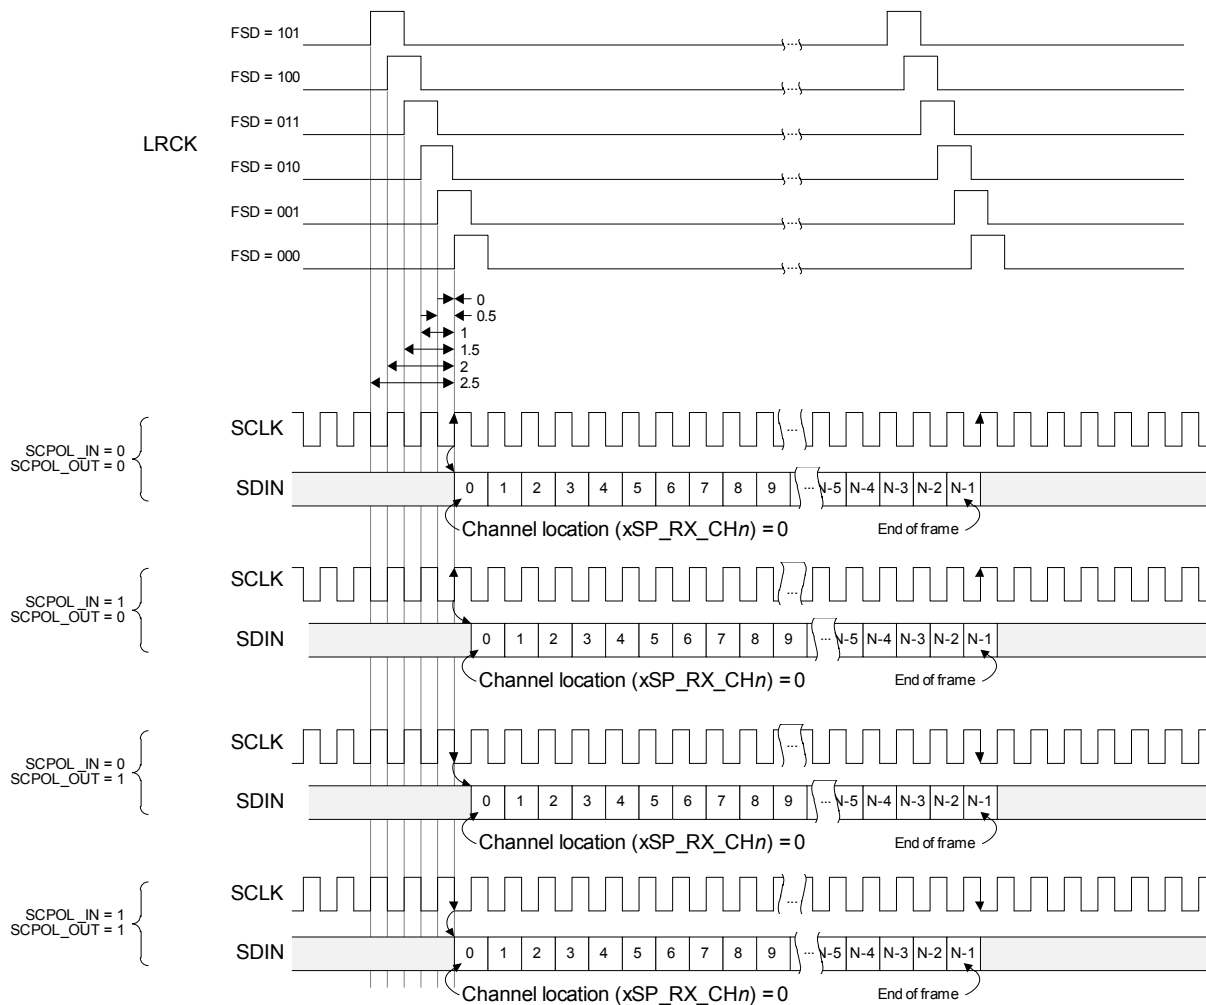 FSD = 101
...
FSD = 100
...
FSD = 011
...
LRCK
FSD = 010
...
FSD = 001
...
FSD = 000
...
0
0.5
1
1.5
2
2.5
SCPOL_IN = 0
SCPOL_OUT = 0
SCLK
...
SDIN
0 1 2 3 4 5 6 7 8 9 ... N-5 N-4 N-3 N-2 N-1
Channel location (xSP_RX_CHn) = 0
End of frame
SCPOL_IN = 1
SCPOL_OUT = 0
SCLK
...
SDIN
0 1 2 3 4 5 6 7 8 9 ... N-5 N-4 N-3 N-2 N-1
Channel location (xSP_RX_CHn) = 0
End of frame
SCPOL_IN = 0
SCPOL_OUT = 1
SCLK
...
SDIN
0 1 2 3 4 5 6 7 8 9 ... N-5 N-4 N-3 N-2 N-1
Channel location (xSP_RX_CHn) = 0
End of frame
SCPOL_IN = 1
SCPOL_OUT = 1
SCLK
...
SDIN
0 1 2 3 4 5 6 7 8 9 ... N-5 N-4 N-3 N-2 N-1
Channel location (xSP_RX_CHn) = 0
End of frame